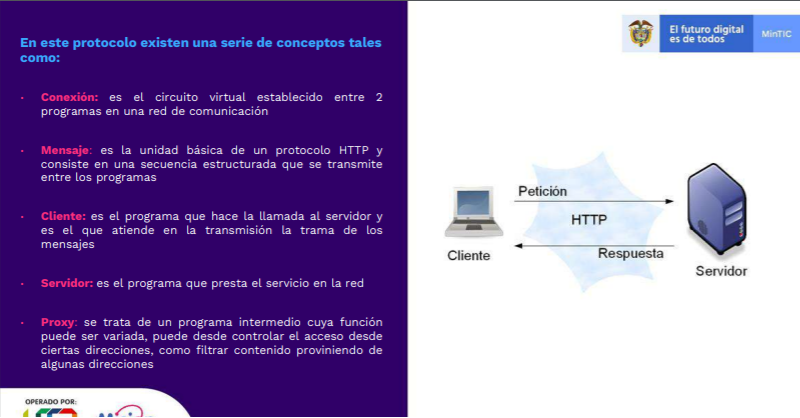 En este protocolo existen una serie de conceptos tales
como:
· Conexión: es el circuito virtual establecido entre 2
programas en una red de comunicación
· Mensaje: es la unidad básica de un protocolo HTTP y
consiste en una secuencia estructurada que se transmite
entre los programas
· Cliente: es el programa que hace la llamada al servidor y
es el que atiende en la transmisión la trama de los
mensajes
· Servidor: es el programa que presta el servicio en la red
· Proxy: se trata de un programa intermedio cuya función
puede ser variada, puede desde controlar el acceso desde
ciertas direcciones, como filtrar contenido proviniendo de
algunas direcciones
OPERADO POR:
El futuro digital
es de todos
MinTIC
Petición
HTTP
Respuesta
Cliente
Servidor